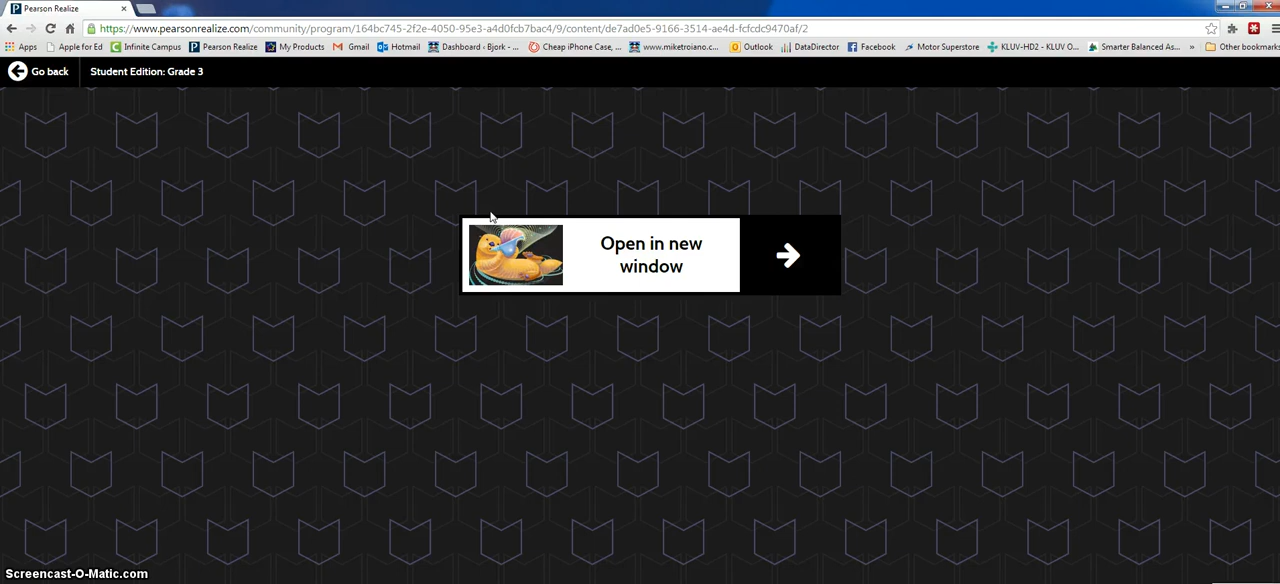 Pearson Realize
https://www.pearsonrealize.com/community/program/164bc745-2f2e-4050-95e3-a4d0fcb7bac4/9/content/de7ad0e5-9166-3514-ae4d-fcfcdc9470af/2
Apps Apple for Ed Infinite Campus Pearson Realize My Products Gmail Hotmail Dashboard ‹ Bjork - ... Cheap iPhone Case, ... www.miketroiano.c... Outlook DataDirector Facebook Motor Superstore KLUV-HD2 - KLUV O... Smarter Balanced As... » Other bookmarks
Go back Student Edition: Grade 3
Open in new
window
Screencast-O-Matic.com